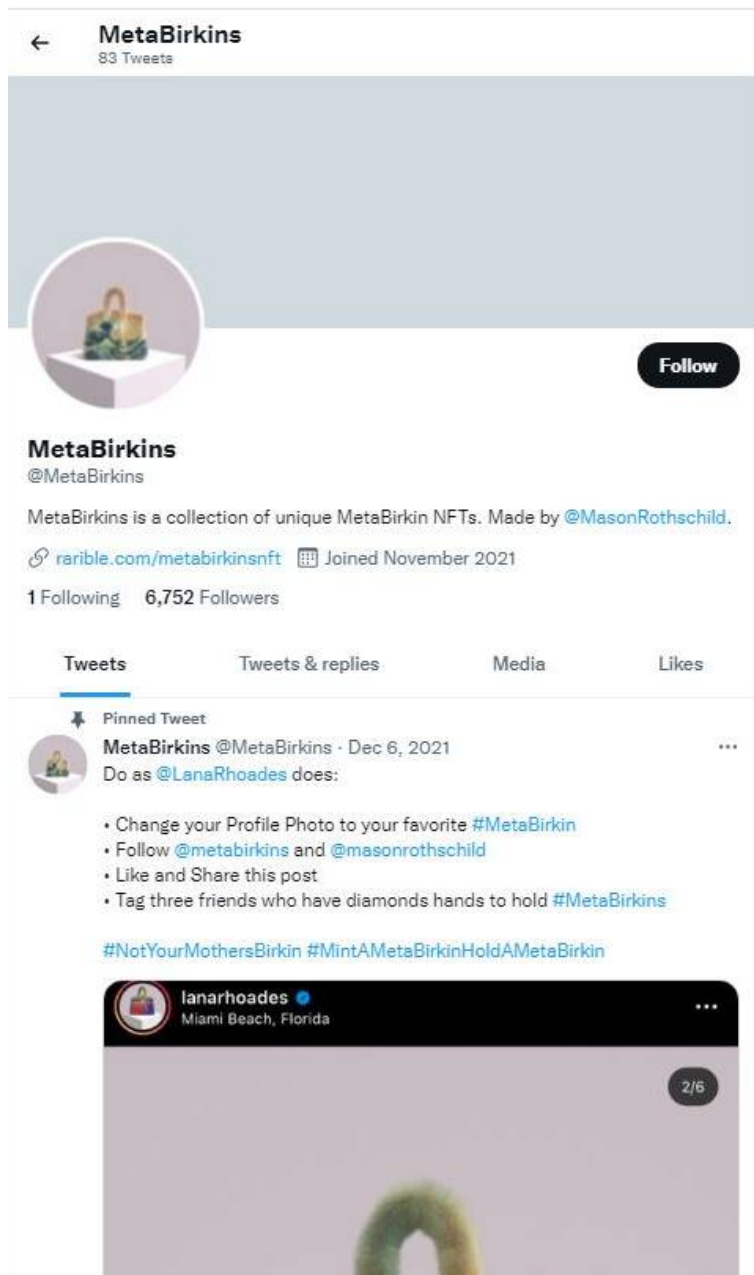 MetaBirkins
83 Tweets
Follow
MetaBirkins
@MetaBirkins
MetaBirkins is a collection of unique MetaBirkin NFTs. Made by @MasonRothschild.
rarible.com/metabirkinsnft Joined November 2021
1 Following 6,752 Followers
Tweets Tweets & replies Media Likes
Pinned Tweet
MetaBirkins @MetaBirkins · Dec 6, 2021
Do as @LanaRhoades does:
• Change your Profile Photo to your favorite #MetaBirkin
• Follow @metabirkins and @masonrothschild
• Like and Share this post
• Tag three friends who have diamonds hands to hold #MetaBirkins
#NotYourMothersBirkin #MintAMetaBirkinHoldAMetaBirkin
lanarhoades
Miami Beach, Florida
2/6